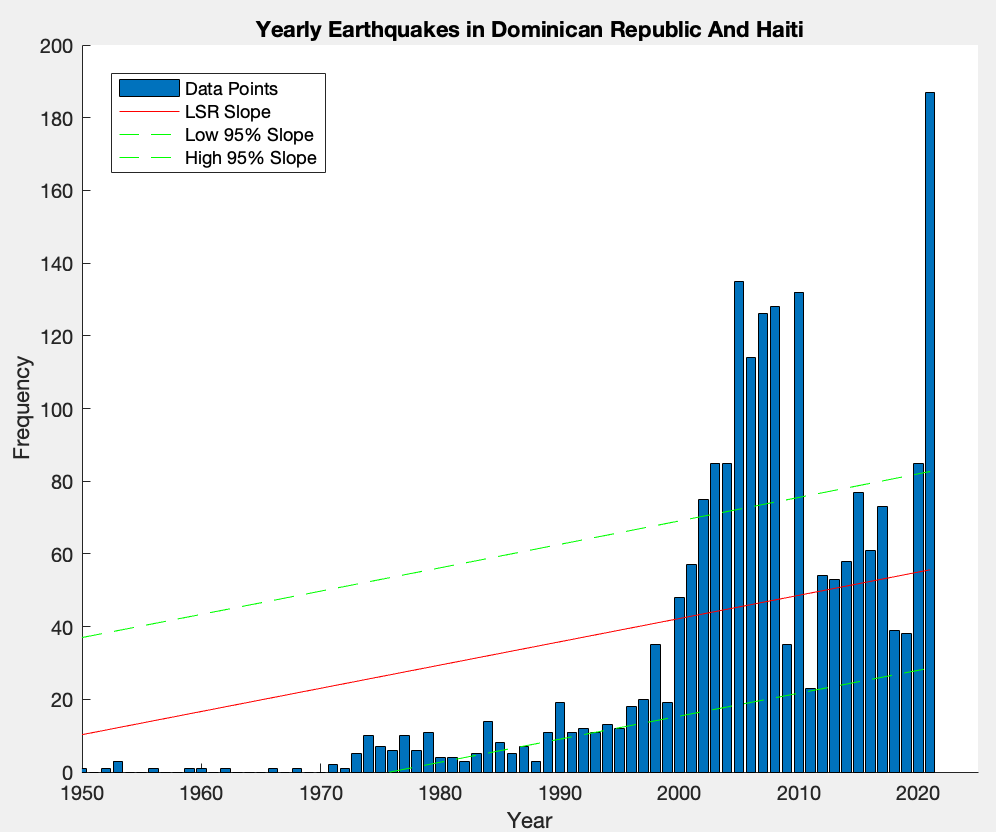 Yearly Earthquakes in Dominican Republic And Haiti
Data Points
LSR Slope
Low 95% Slope
High 95% Slope
Frequency
200
180
160
140
120
100
80
60
40
20
0
1950 1960 1970 1980 1990 2000 2010 2020
Year